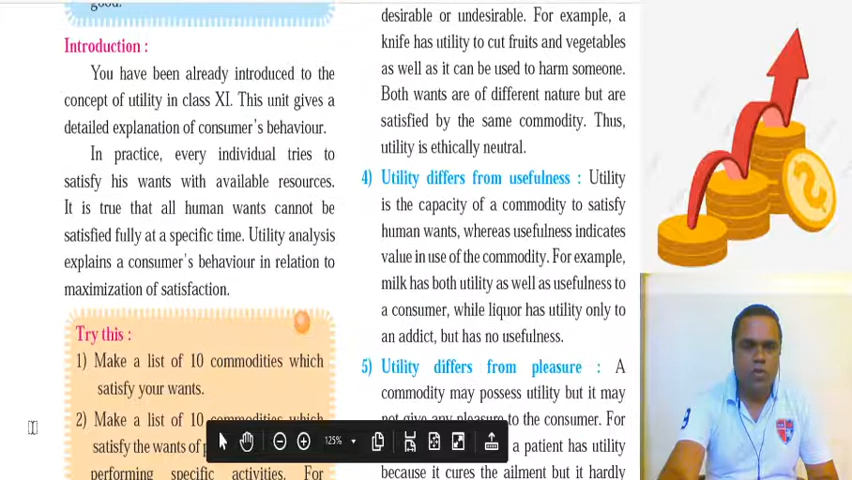 good.
Introduction :
You have been already introduced to the
concept of utility in class XI. This unit gives a
detailed explanation of consumer's behaviour.
In practice, every individual tries to
satisfy his wants with available resources.
It is true that all human wants cannot be
satisfied fully at a specific time. Utility analysis
explains a consumer's behaviour in relation to
maximization of satisfaction.
Try this :
1) Make a list of 10 commodities which
satisfy your wants.
2) Make a list of 10 commodities which
satisfy the wants of
performing specific activities. For
desirable or undesirable. For example, a
knife has utility to cut fruits and vegetables
as well as it can be used to harm someone.
Both wants are of different nature but are
satisfied by the same commodity. Thus,
utility is ethically neutral.
4) Utility differs from usefulness : Utility
is the capacity of a commodity to satisfy
human wants, whereas usefulness indicates
value in use of the commodity. For example,
milk has both utility as well as usefulness to
a consumer, while liquor has utility only to
an addict, but has no usefulness.
5) Utility differs from pleasure : A
commodity may possess utility but it may
not give any pleasure to the consumer. For
a patient has utility
because it cures the ailment but it hardly
125%
3